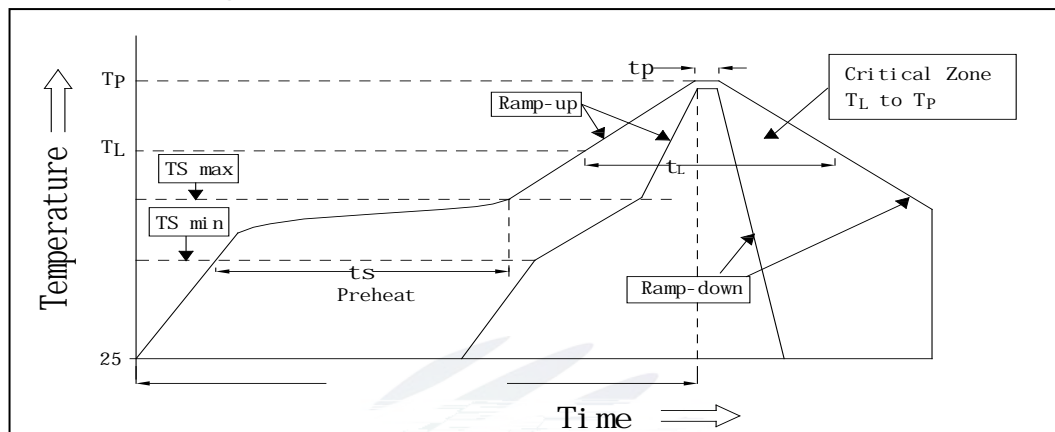 tp
TP
Critical Zone
TL to TP
Ramp-up
TL
TS max
tL
TS min
ts
Preheat
Ramp-down
Temperature
25
Time